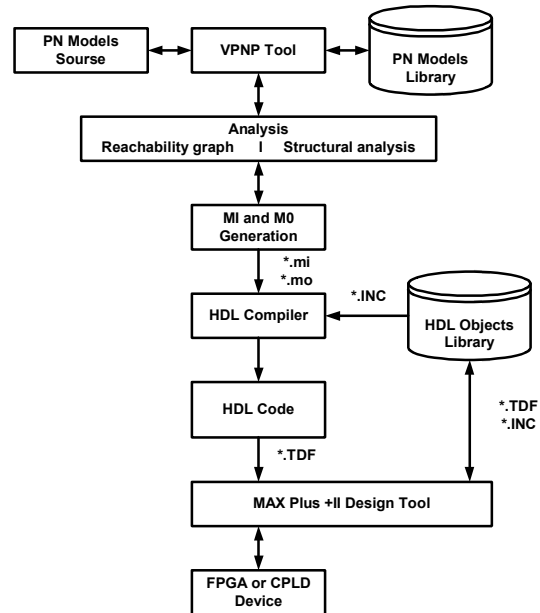 PN Models
Sourse
VPNP Tool
PN Models
Library
Analysis
Reachability graph I Structural analysis
MI and M0
Generation
*.mi
*.mo
HDL Compiler
*.INC
HDL Objects
Library
HDL Code
*.TDF
*.INC
*.TDF
MAX Plus +II Design Tool
FPGA or CPLD
Device